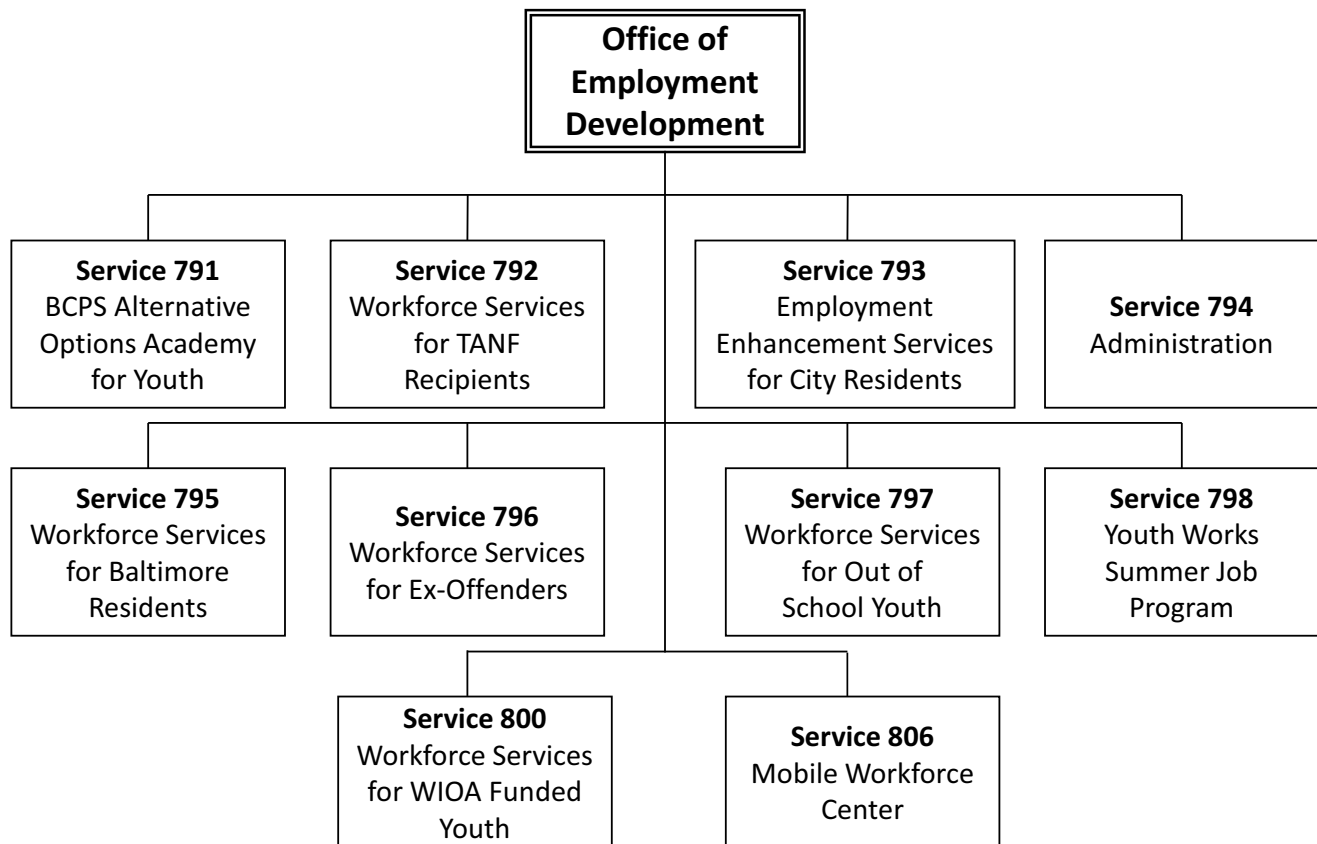 Office of
Employment
Development
Service 791
BCPS Alternative
Options Academy
for Youth
Service 792
Workforce Services
for TANF
Recipients
Service 793
Employment
Enhancement Services
for City Residents
Service 794
Administration
Service 795
Workforce Services
for Baltimore
Residents
Service 796
Workforce Services
for Ex-Offenders
Service 797
Workforce Services
for Out of
School Youth
Service 798
Youth Works
Summer Job
Program
Service 800
Workforce Services
for WIOA Funded
Youth
Service 806
Mobile Workforce
Center